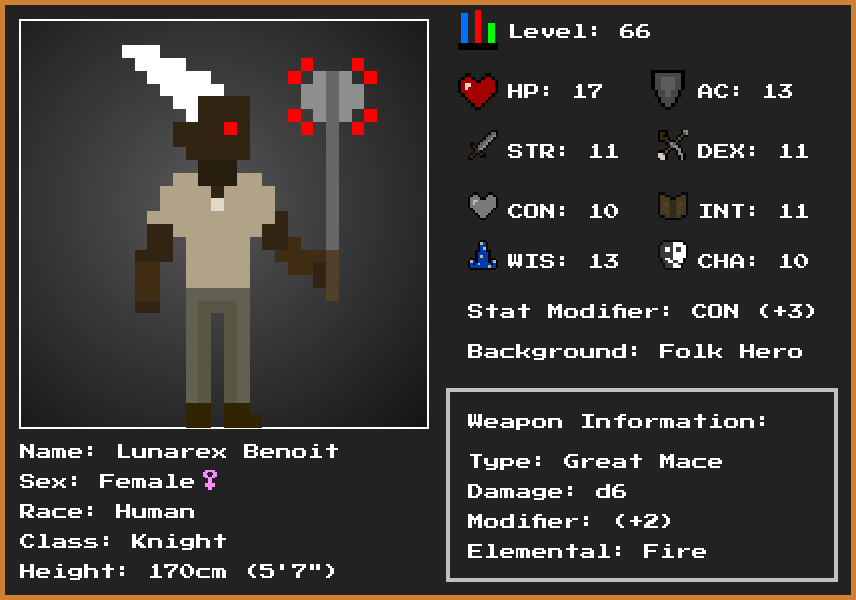 Level: 66
HP: 17
AC: 13
STR: 11
DEX: 11
CON: 10
INT: 11
WIS: 13
CHA: 10
Stat Modifier: CON (+3)
Background: Folk Hero
Weapon Information:
Type: Great Mace
Damage: d6
Modifier: (+2)
Elemental: Fire
Name: Lunarex Benoit
Sex: Female♀
Race: Human
Class: Knight
Height: 170cm (5'7")